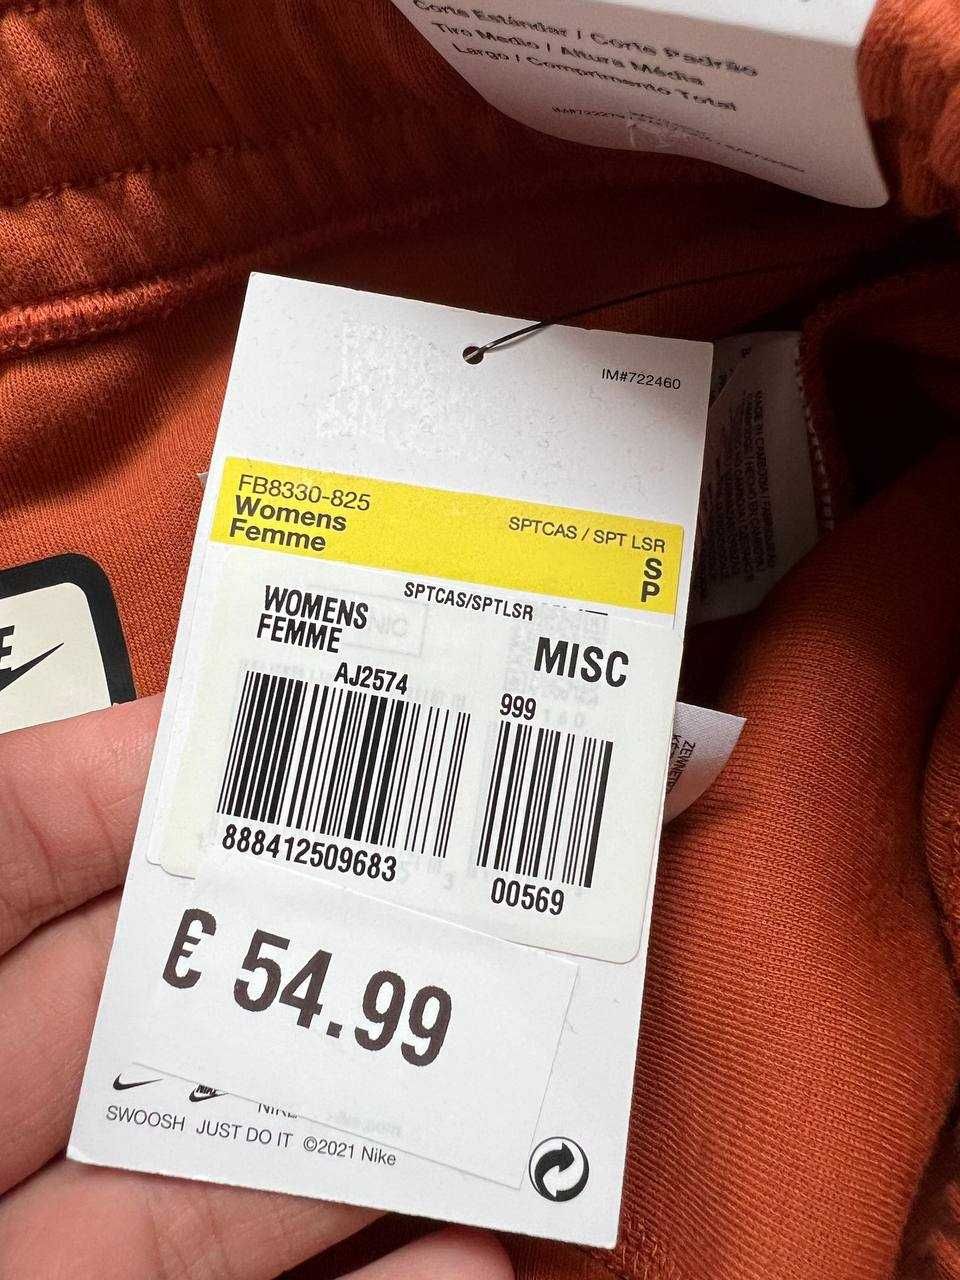 Corte Estándar / Corte Padrão
Tiro Medio / Altura Média
Largo / Comprimento Total
IM#722460
FB8330-825
Womens
Femme
SPTCAS / SPT LSR
S
P
SPTCAS/SPTLSR
WOMENS
FEMME
MISC
AJ2574
999
888412509683
00569
€ 54.99
SWOOSH JUST DO IT ©2021 Nike